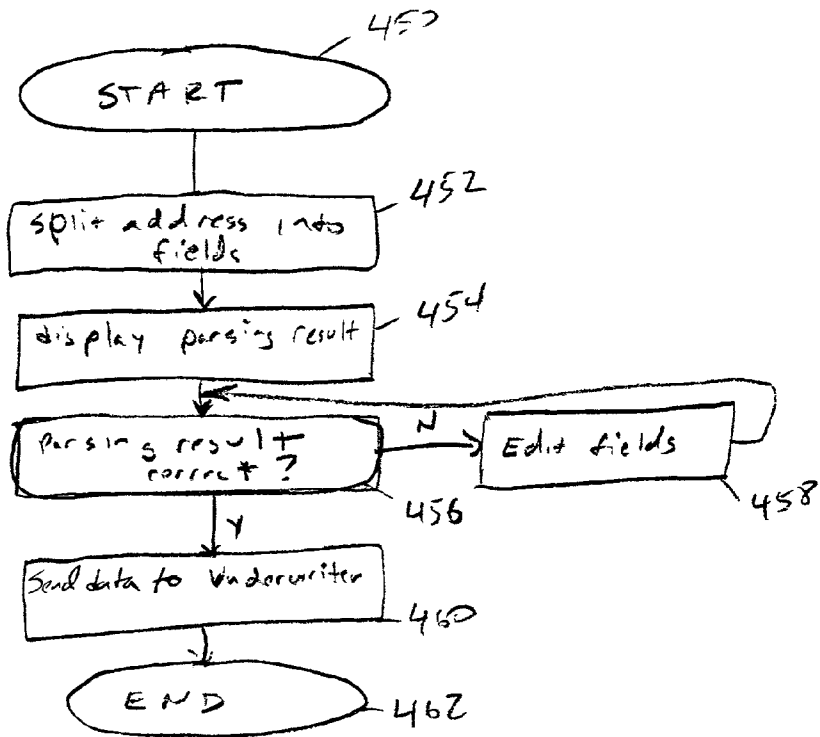 450
START
452
split address into
fields
454
display parsing result
parsing result
correct?
N
Edit fields
456
458
Y
Send data to Underwriter
460
END
462